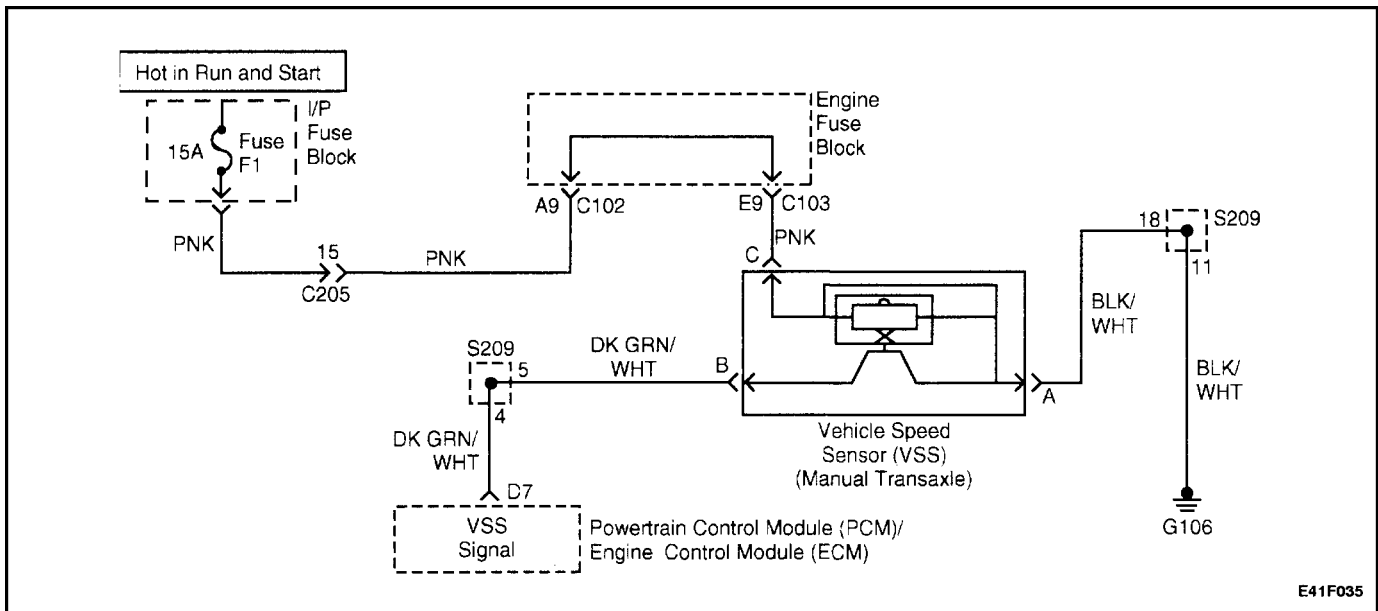 Hot in Run and Start
I/P
Fuse
Block
15A
Fuse
F1
PNK
15
C205
PNK
Engine
Fuse
Block
A9
C102
E9
C103
PNK
C
18
S209
11
BLK/
WHT
BLK/
WHT
G106
S209
5
4
DK GRN/
WHT
B
A
DK GRN/
WHT
D7
VSS
Signal
Powertrain Control Module (PCM)/
Engine Control Module (ECM)
Vehicle Speed
Sensor (VSS)
(Manual Transaxle)
E41F035